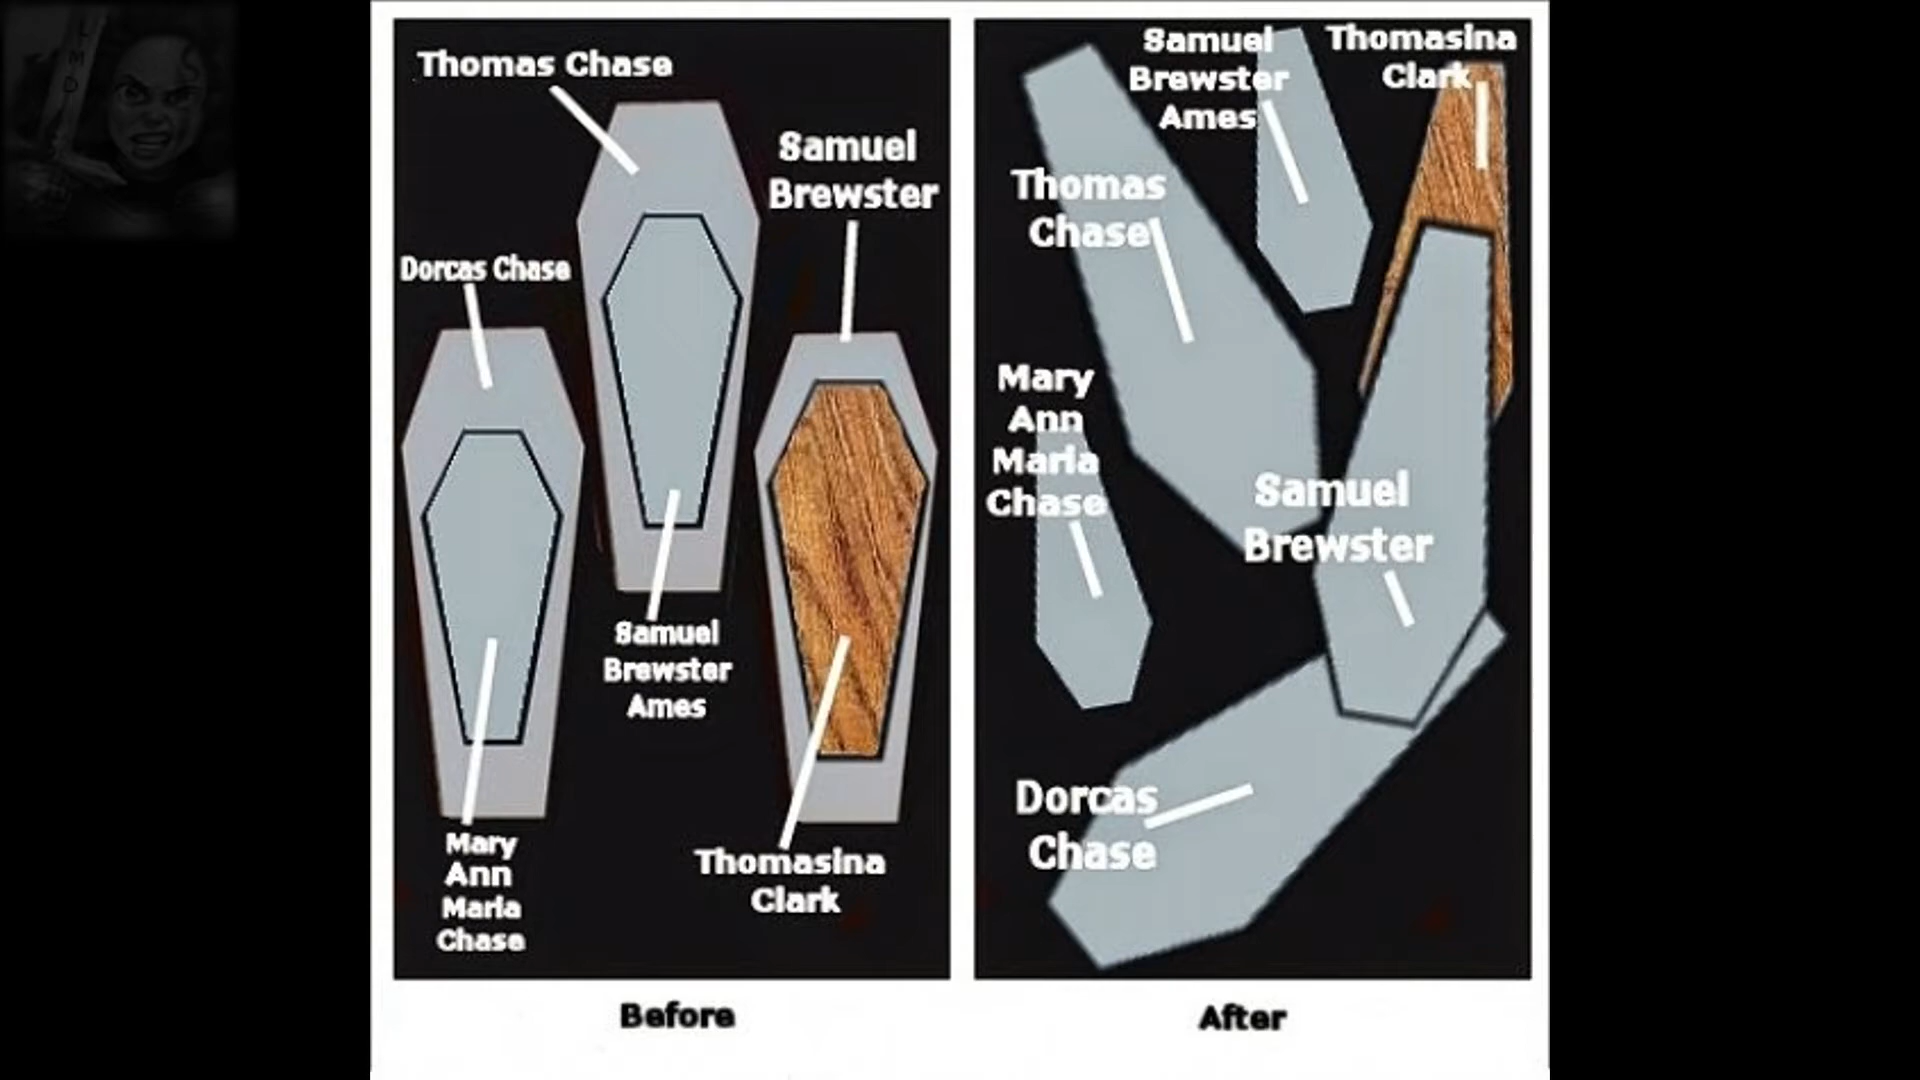 Thomas Chase
Samuel
Brewster
Dorcas Chase
Samuel
Brewster
Ames
Mary
Ann
Maria
Chase
Thomasina
Clark
Before
Samuel
Brewster
Ames
Thomasina
Clark
Thomas
Chase
Mary
Ann
Maria
Chase
Samuel
Brewster
Dorcas
Chase
After